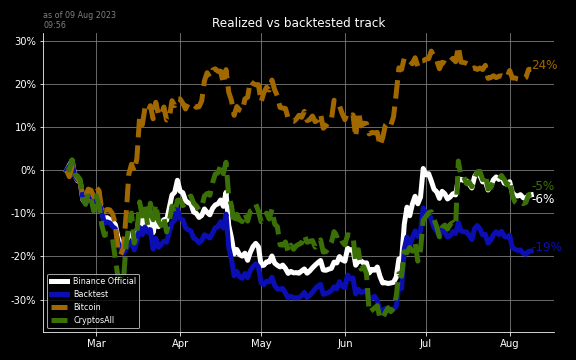 as of 09 Aug 2023
09:56
Realized vs backtested track
30%
20%
10%
0%
-10%
-20%
-30%
24%
-5%
-6%
-19%
Binance Official
Backtest
Bitcoin
CryptosAll
Mar
Apr
May
Jun
Jul
Aug